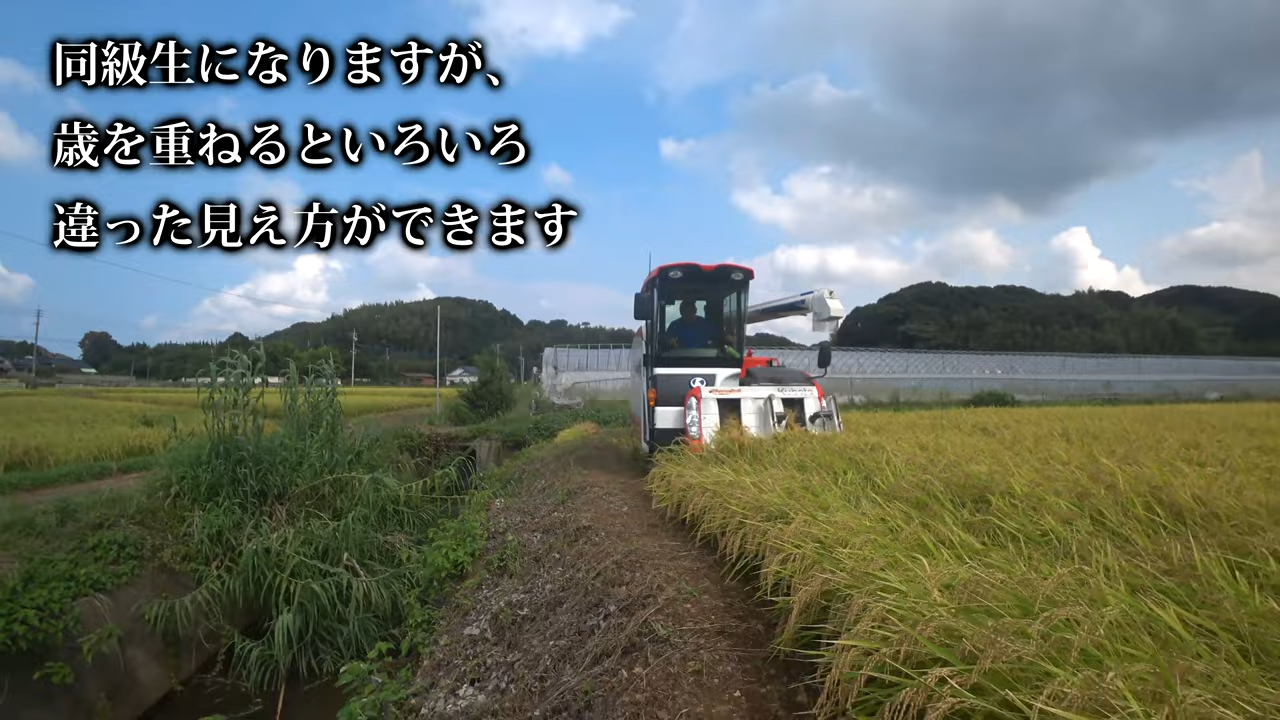 同級生になりますが、
歳を重ねるといろいろ
違った見え方ができます
Kubota